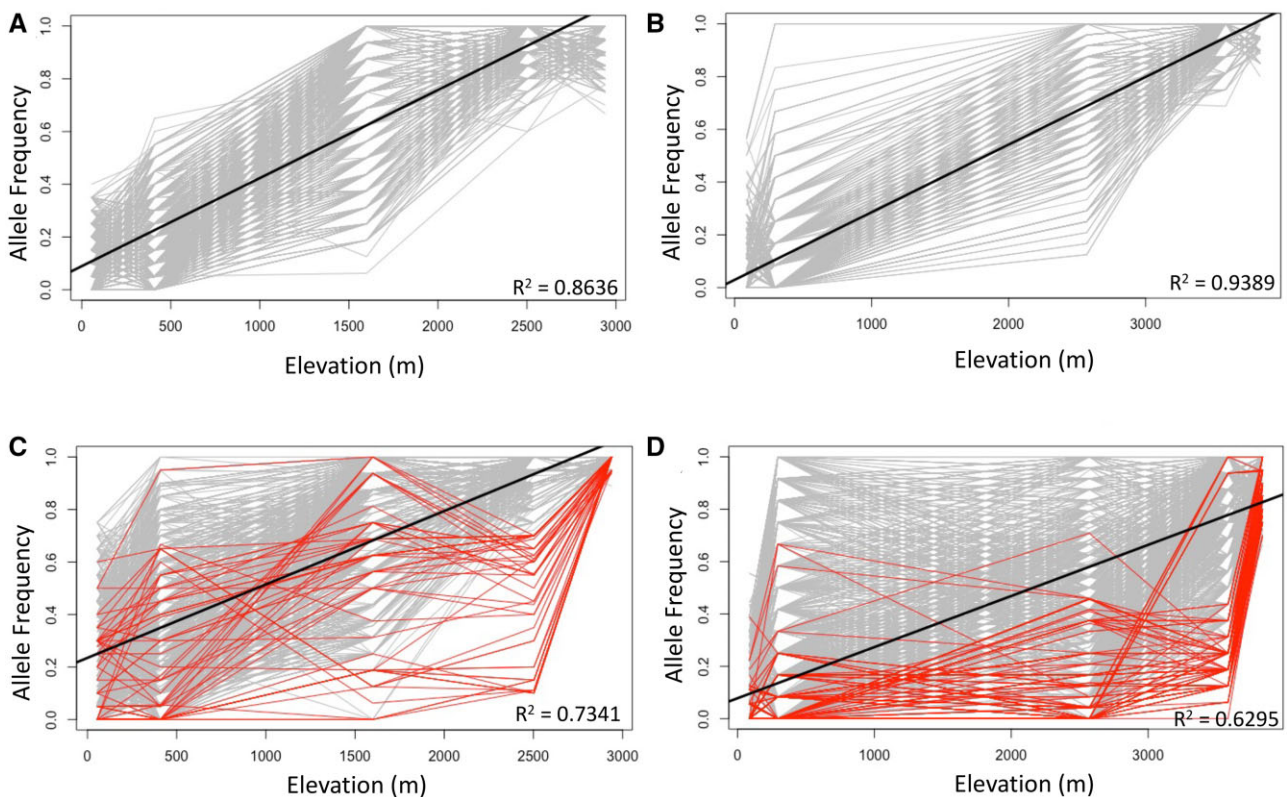 A
Allele Frequency
1.0
0.8
0.6
0.4
0.2
0.0
R² = 0.8636
0 500 1000 1500 2000 2500 3000
Elevation (m)
B
Allele Frequency
1.0
0.8
0.6
0.4
0.2
0.0
R² = 0.9389
0 1000 2000 3000
Elevation (m)
C
Allele Frequency
1.0
0.8
0.6
0.4
0.2
0.0
R² = 0.7341
0 500 1000 1500 2000 2500 3000
Elevation (m)
D
Allele Frequency
1.0
0.8
0.6
0.4
0.2
0.0
R² = 0.6295
0 1000 2000 3000
Elevation (m)